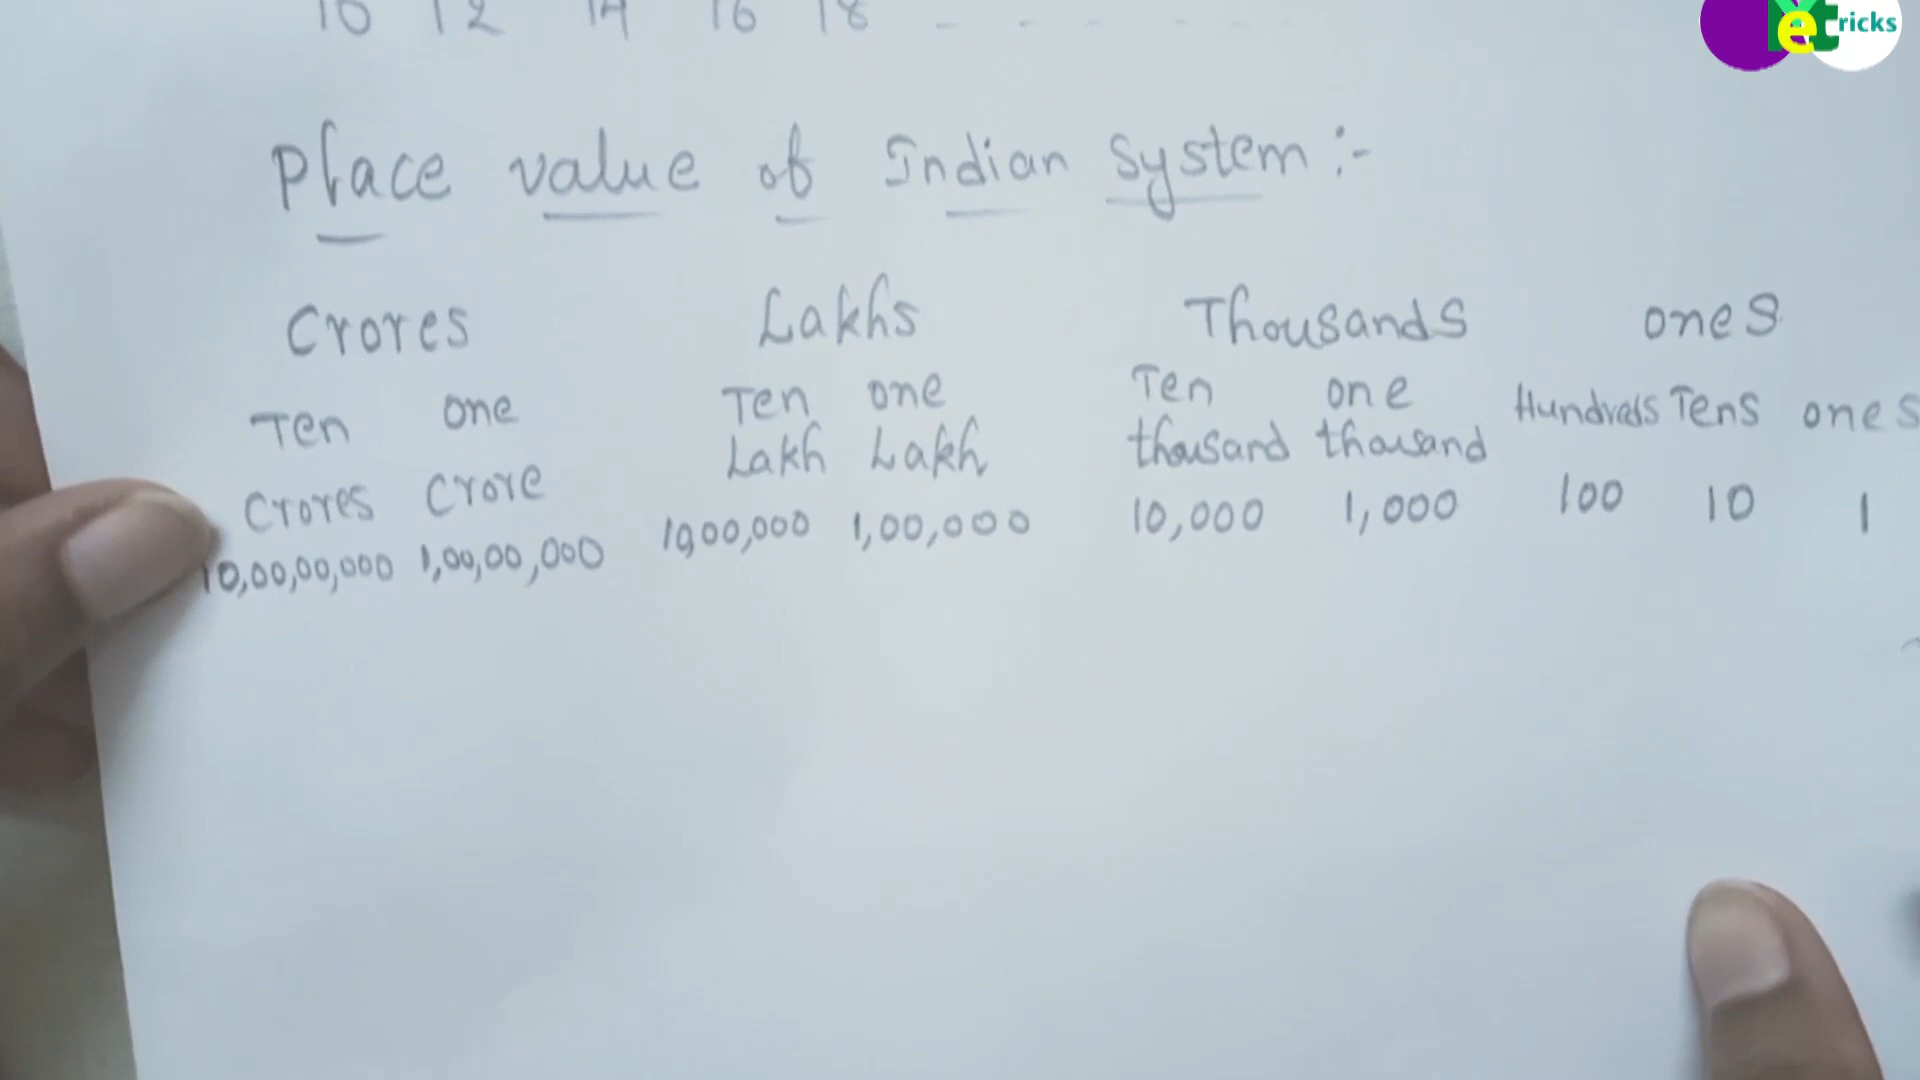 10 12 14 16 18 - - - - - -
etricks
Place value of Indian System :-
Crores Lakhs Thousands ones
Ten one Ten one Ten one Hundreds Tens ones
Crores Crore Lakh Lakh thousand thousand
10,00,00,000 1,00,00,000 10,00,000 1,00,000 10,000 1,000 100 10 1